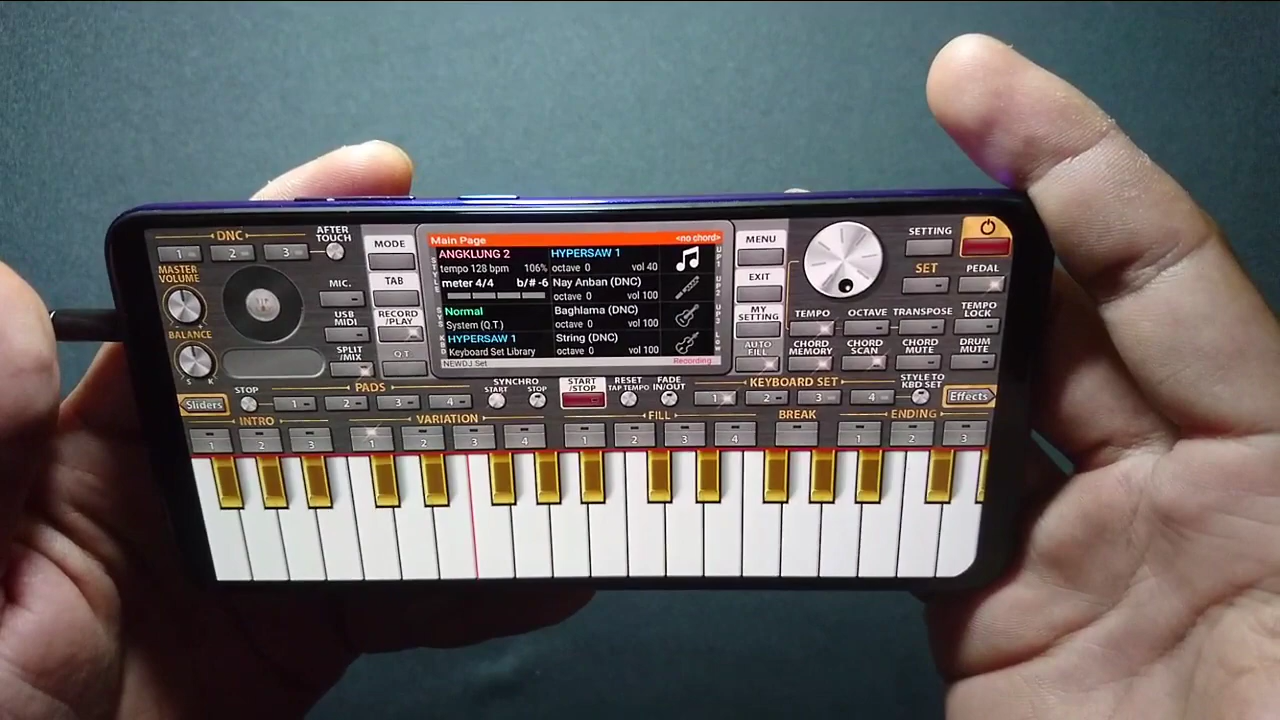 DNC
AFTER TOUCH
1 2 3
MASTER VOLUME
- +
BALANCE
S K
MIC.
USB MIDI
SPLIT /MIX
MODE
TAB
RECORD /PLAY
Q.T
Main Page <no chord>
STYLE
ANGKLUNG 2
tempo 128 bpm 106%
meter 4/4 b/# -6
HYPERSAW 1
octave 0 vol 40
UP1
Nay Anban (DNC)
octave 0 vol 100
UP2
Normal
System (Q.T.)
Baghlama (DNC)
octave 0 vol 100
UP3
HYPERSAW 1
Keyboard Set Library
String (DNC)
octave 0 vol 100
NEWDJ Set Recording..
MENU
EXIT
MY SETTING
AUTO FILL
SETTING
SET
PEDAL
TEMPO OCTAVE TRANSPOSE TEMPO LOCK
CHORD MEMORY CHORD SCAN CHORD MUTE DRUM MUTE
Sliders
STOP
PADS
1 2 3 4
SYNCHRO
START STOP
START /STOP
RESET TAP TEMPO
FADE IN/OUT
KEYBOARD SET
1 2 3 4
STYLE TO KBD SET
Effects
INTRO VARIATION FILL BREAK ENDING
1 2 3 1 2 3 4 1 2 3 4 1 2 3